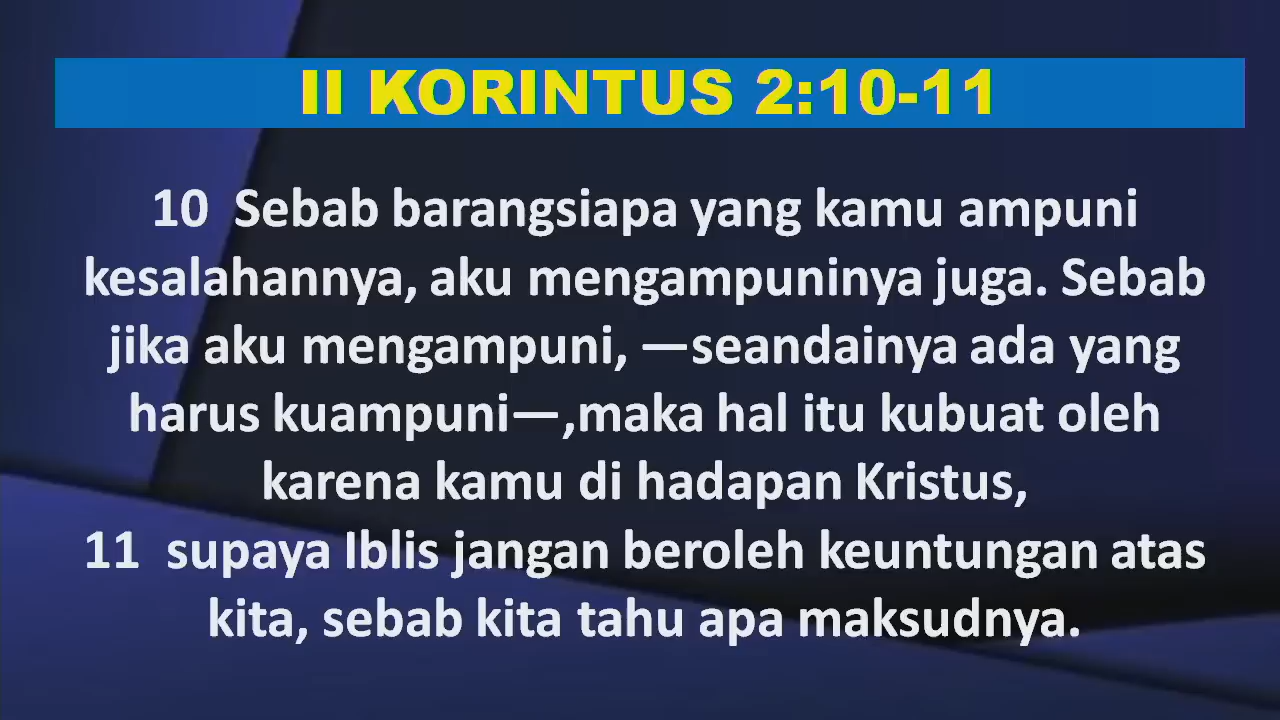 II KORINTUS 2:10-11
10 Sebab barangsiapa yang kamu ampuni
kesalahannya, aku mengampuninya juga. Sebab
jika aku mengampuni, —seandainya ada yang
harus kuampuni—,maka hal itu kubuat oleh
karena kamu di hadapan Kristus,
11 supaya Iblis jangan beroleh keuntungan atas
kita, sebab kita tahu apa maksudnya.